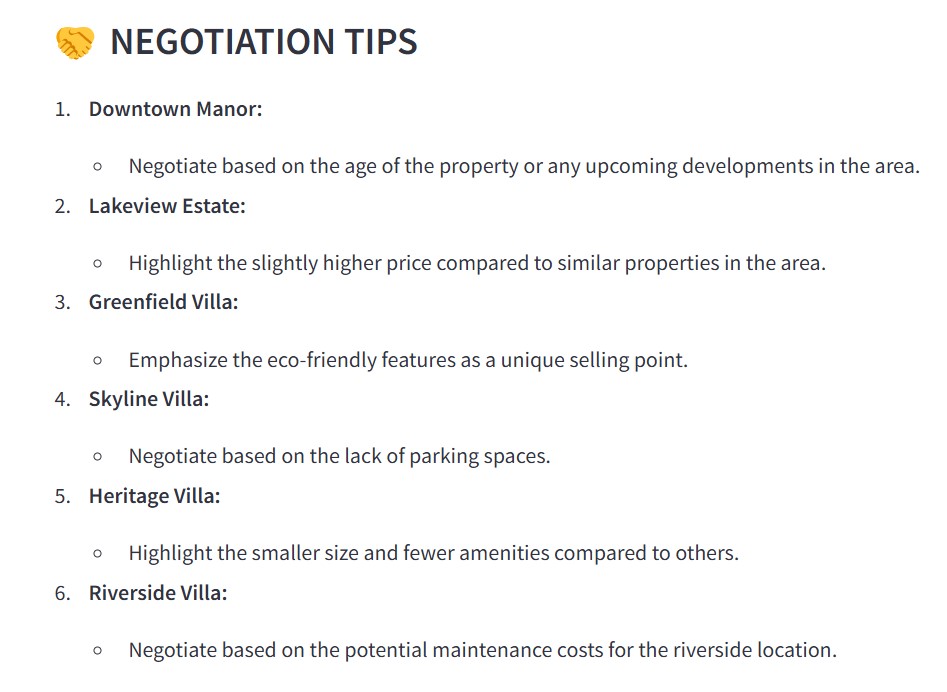 🤝 NEGOTIATION TIPS
1. Downtown Manor:
○ Negotiate based on the age of the property or any upcoming developments in the area.
2. Lakeview Estate:
○ Highlight the slightly higher price compared to similar properties in the area.
3. Greenfield Villa:
○ Emphasize the eco-friendly features as a unique selling point.
4. Skyline Villa:
○ Negotiate based on the lack of parking spaces.
5. Heritage Villa:
○ Highlight the smaller size and fewer amenities compared to others.
6. Riverside Villa:
○ Negotiate based on the potential maintenance costs for the riverside location.